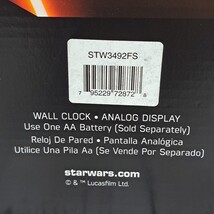 STW3492FS
7 95229 72872 8
WALL CLOCK • ANALOG DISPLAY
Use One AA Battery (Sold Separately)
Reloj De Pared • Pantalla Analógica
Utilice Una Pila Aa (Se Vende Por Separado)
starwars.com
© & ™ Lucasfilm Ltd.